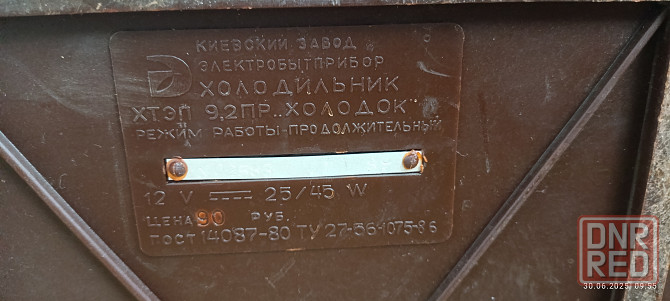 КИЕВСКИЙ ЗАВОД
ЭЛЕКТРОБЫТПРИБОР
ХОЛОДИЛЬНИК
ХТЭП 9,2ПР „ХОЛОДОК"
РЕЖИМ РАБОТЫ-ПРОДОЛЖИТЕЛЬНЫЙ
12 V 25/45 W
ЦЕНА 90 РУБ.
ГОСТ 14087-80 ТУ 27-56-1075-86
DNR
RED
30.06.2025 09:55